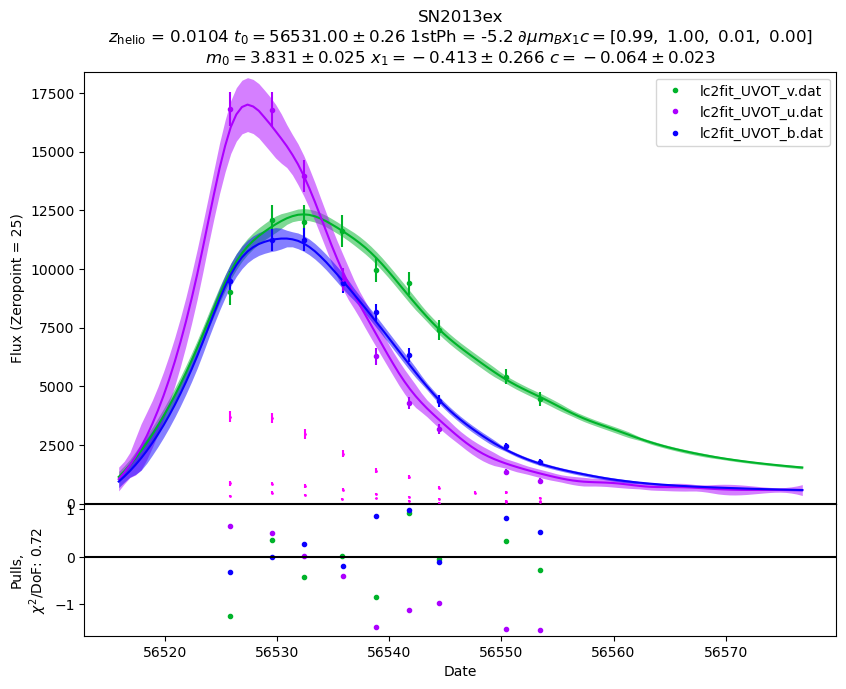 SN2013ex
z_helio = 0.0104 t_0 = 56531.00 ± 0.26 1stPh = -5.2 ∂μm_Bx_1c = [0.99, 1.00, 0.01, 0.00]
m_0 = 3.831 ± 0.025 x_1 = −0.413 ± 0.266 c = −0.064 ± 0.023
lc2fit_UVOT_v.dat
lc2fit_UVOT_u.dat
lc2fit_UVOT_b.dat
Flux (Zeropoint = 25)
17500
15000
12500
10000
7500
5000
2500
0
Pulls,
χ²/DoF: 0.72
1
0
−1
56520 56530 56540 56550 56560 56570
Date